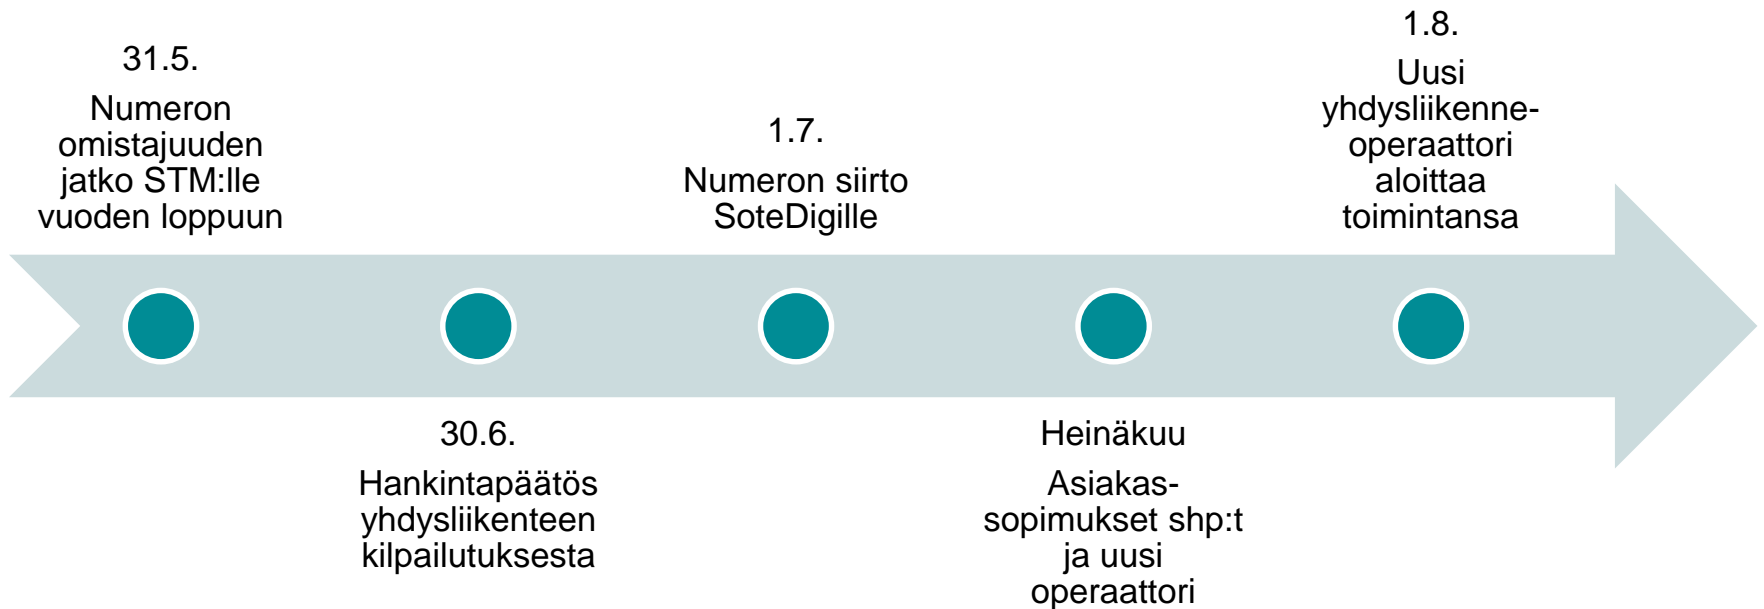 31.5.
Numeron
omistajuuden
jatko STM:lle
vuoden loppuun
30.6.
Hankintapäätös
yhdysliikenteen
kilpailutuksesta
1.7.
Numeron siirto
SoteDigille
Heinäkuu
Asiakas-
sopimukset shp:t
ja uusi
operaattori
1.8.
Uusi
yhdysliikenne-
operaattori
aloittaa
toimintansa